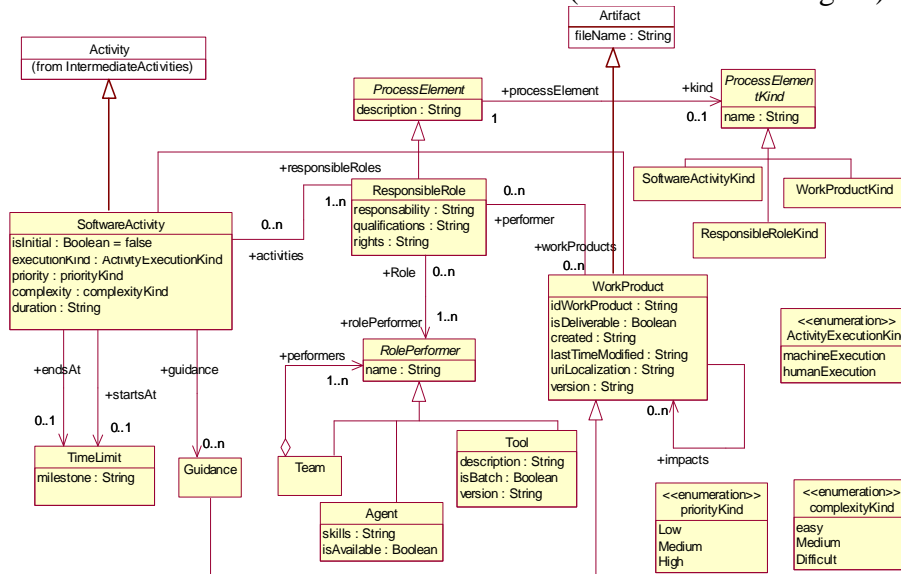 Artifact
fileName : String
Activity
(from IntermediateActivities)
ProcessElement
description : String
+processElement
1
+kind
0..1
ProcessElemen
tKind
name : String
SoftwareActivityKind
WorkProductKind
ResponsibleRoleKind
+responsibleRoles
1..n
ResponsibleRole
responsability : String
qualifications : String
rights : String
0..n
+performer
+workProducts
0..n
SoftwareActivity
isInitial : Boolean = false
executionKind : ActivityExecutionKind
priority : priorityKind
complexity : complexityKind
duration : String
0..n
+activities
+Role
0..n
1..n
+rolePerformer
WorkProduct
idWorkProduct : String
isDeliverable : Boolean
created : String
lastTimeModified : String
uriLocalization : String
version : String
0..n
+impacts
<<enumeration>>
ActivityExecutionKin
machineExecution
humanExecution
+endsAt
0..1
+startsAt
0..1
+guidance
0..n
+performers
1..n
RolePerformer
name : String
TimeLimit
milestone : String
Guidance
Team
Tool
description : String
isBatch : Boolean
version : String
Agent
skills : String
isAvailable : Boolean
<<enumeration>>
priorityKind
Low
Medium
High
<<enumeration>>
complexityKind
easy
Medium
Difficult